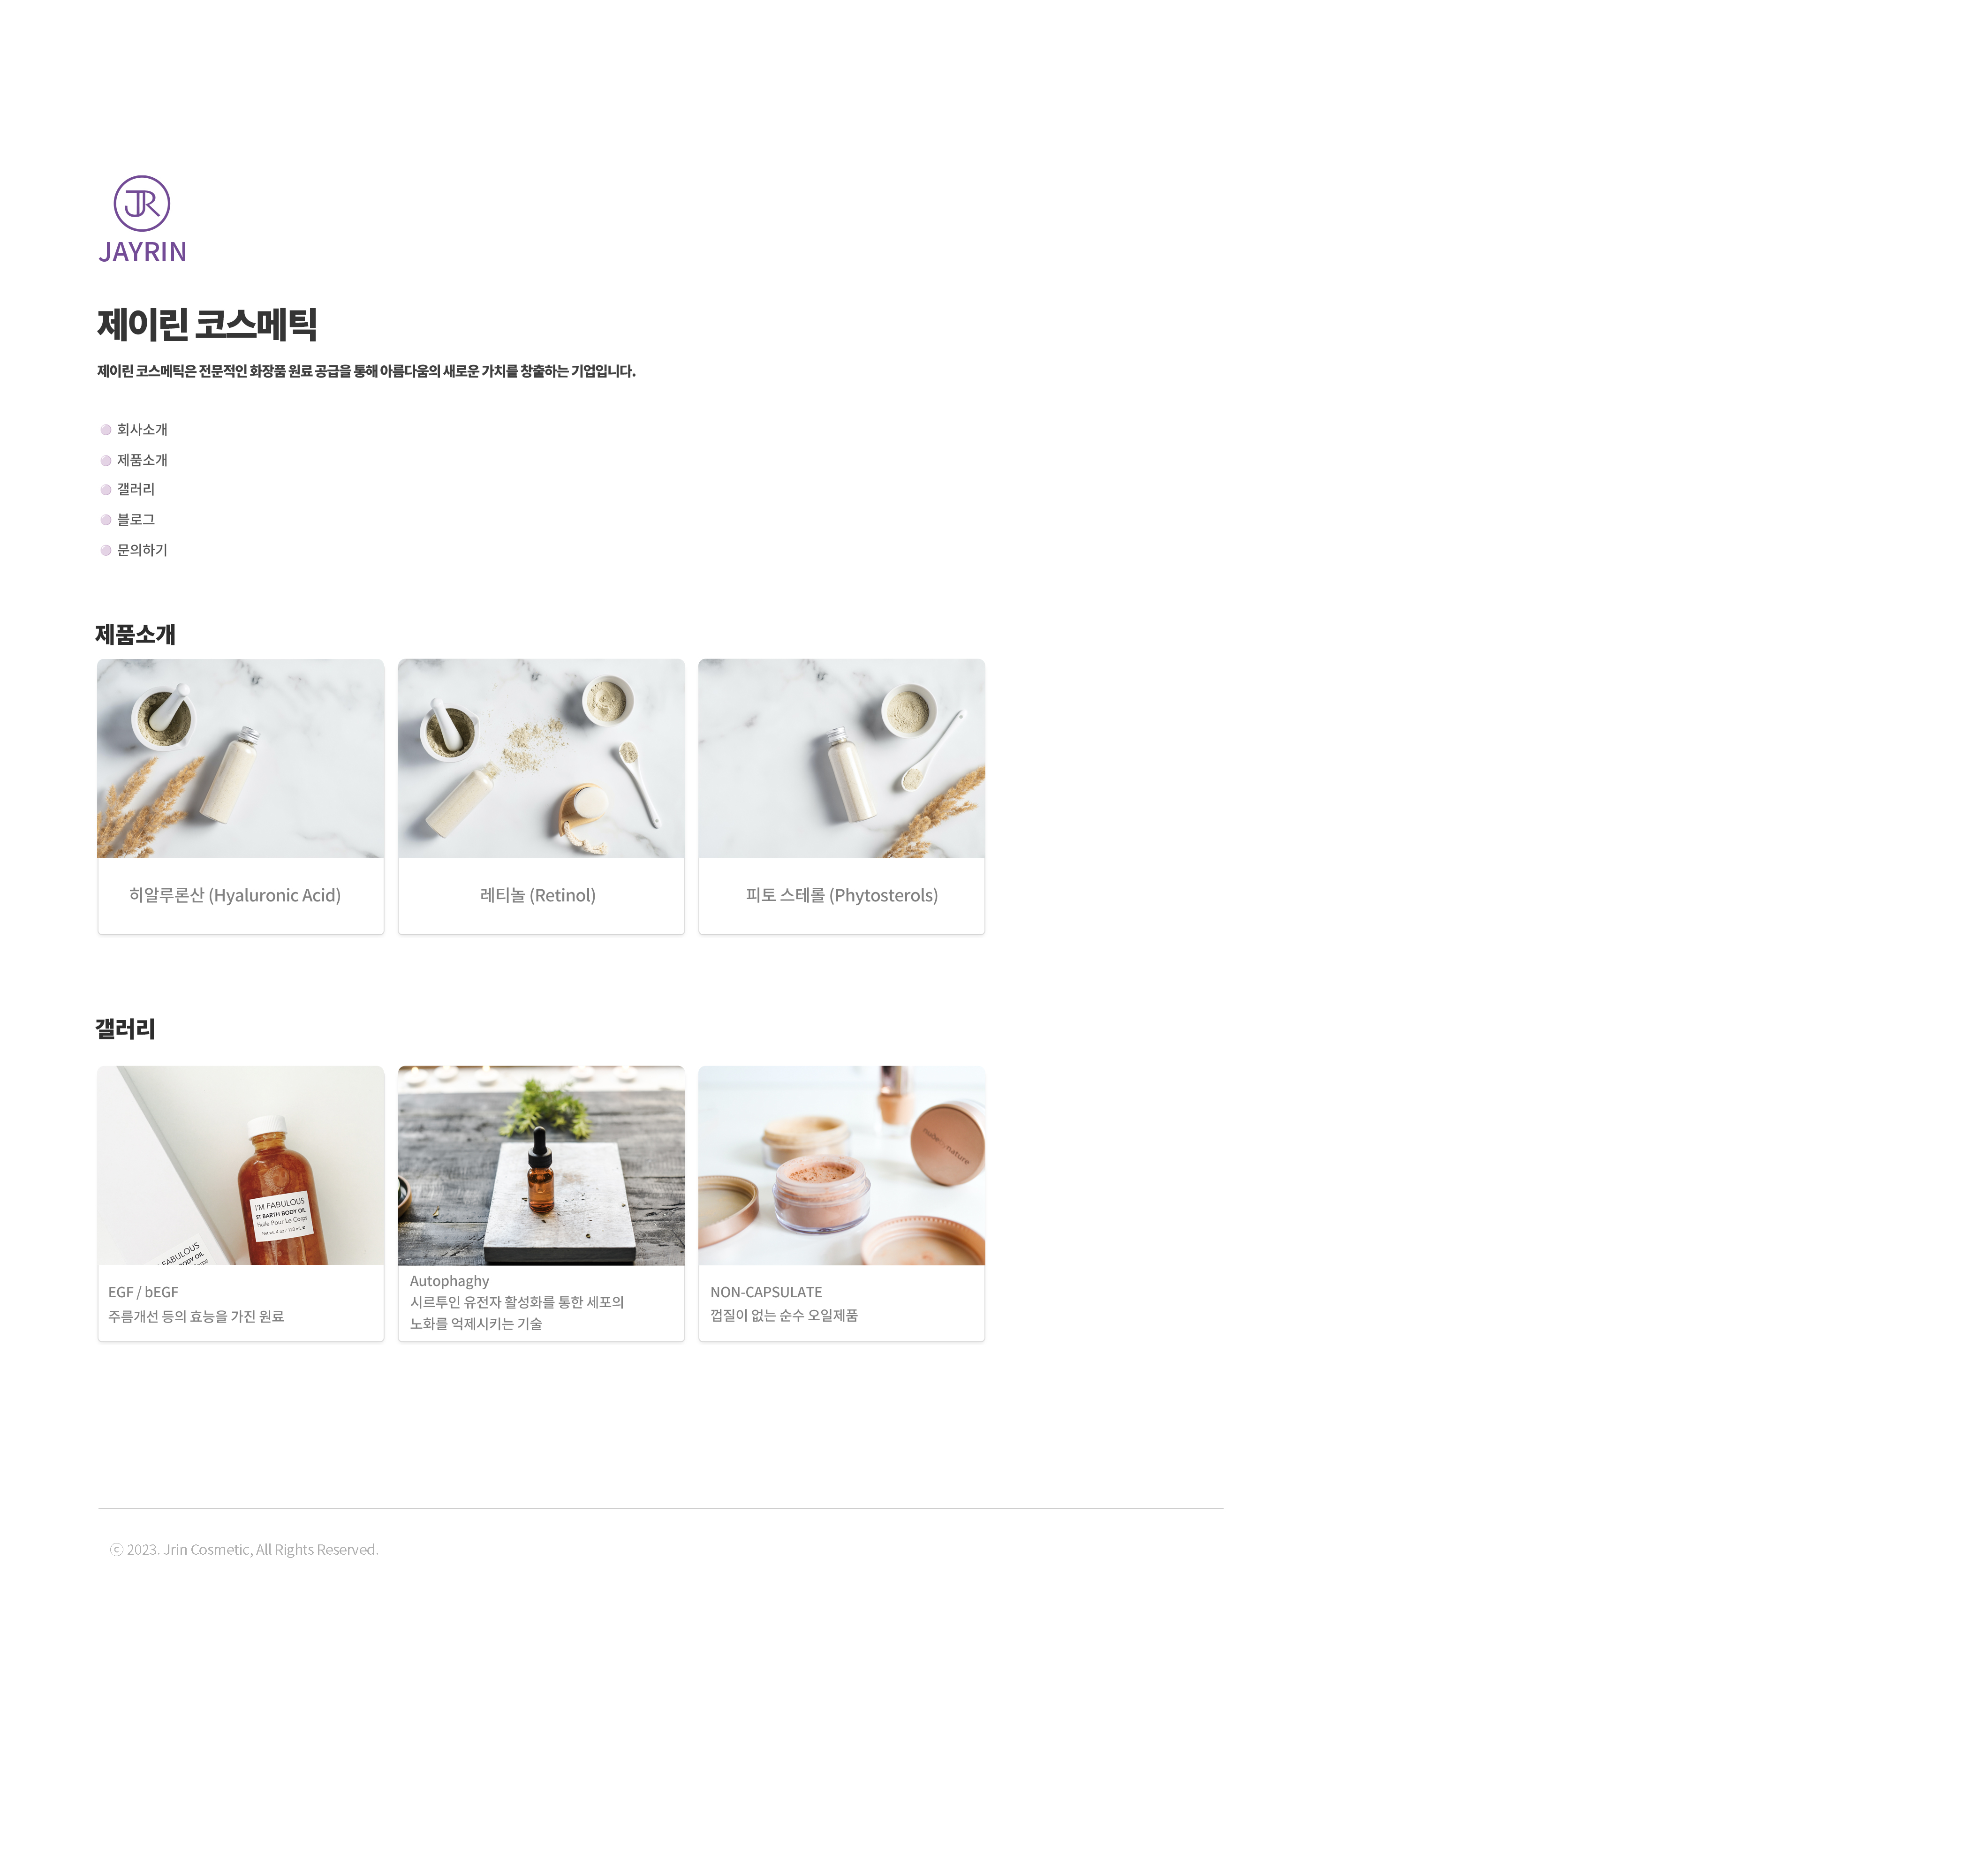 JR
JAYRIN
제이린 코스메틱
제이린 코스메틱은 전문적인 화장품 원료 공급을 통해 아름다움의 새로운 가치를 창출하는 기업입니다.
회사소개
제품소개
갤러리
블로그
문의하기
제품소개
히알루론산 (Hyaluronic Acid)
레티놀 (Retinol)
피토 스테롤 (Phytosterols)
갤러리
I'M FABULOUS
ST BARTH BODY OIL
Huile Pour Le Corps
Net wt. 4 oz / 120 mL ℮
FABULOUS
BODY OIL
orps
nature
EGF / bEGF
주름개선 등의 효능을 가진 원료
Autophaghy
시르투인 유전자 활성화를 통한 세포의
노화를 억제시키는 기술
NON-CAPSULATE
껍질이 없는 순수 오일제품
ⓒ 2023. Jrin Cosmetic, All Rights Reserved.